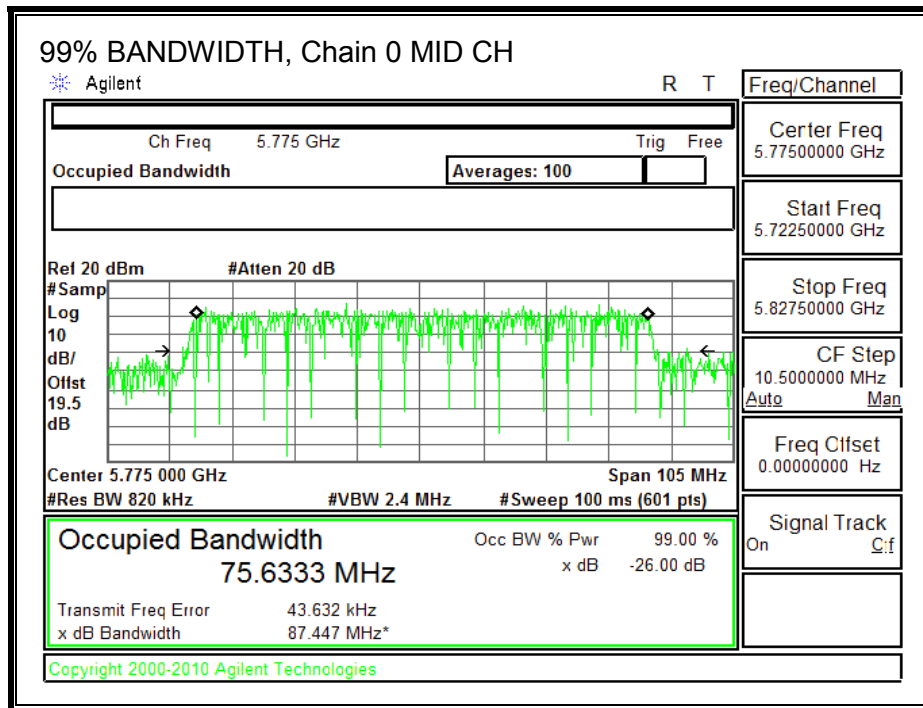 99% BANDWIDTH, Chain 0 MID CH
Agilent R T
Freq/Channel
Ch Freq 5.775 GHz Trig Free
Occupied Bandwidth Averages: 100
Center Freq
5.77500000 GHz
Start Freq
5.72250000 GHz
Stop Freq
5.82750000 GHz
CF Step
10.5000000 MHz
Auto Man
Freq Offset
0.00000000 Hz
Signal Track
On Off
Ref 20 dBm #Atten 20 dB
#Samp
Log
10
dB/
Offst
19.5
dB
Center 5.775 000 GHz Span 105 MHz
#Res BW 820 kHz #VBW 2.4 MHz #Sweep 100 ms (601 pts)
Occupied Bandwidth Occ BW % Pwr 99.00 %
75.6333 MHz x dB -26.00 dB
Transmit Freq Error 43.632 kHz
x dB Bandwidth 87.447 MHz*
Copyright 2000-2010 Agilent Technologies